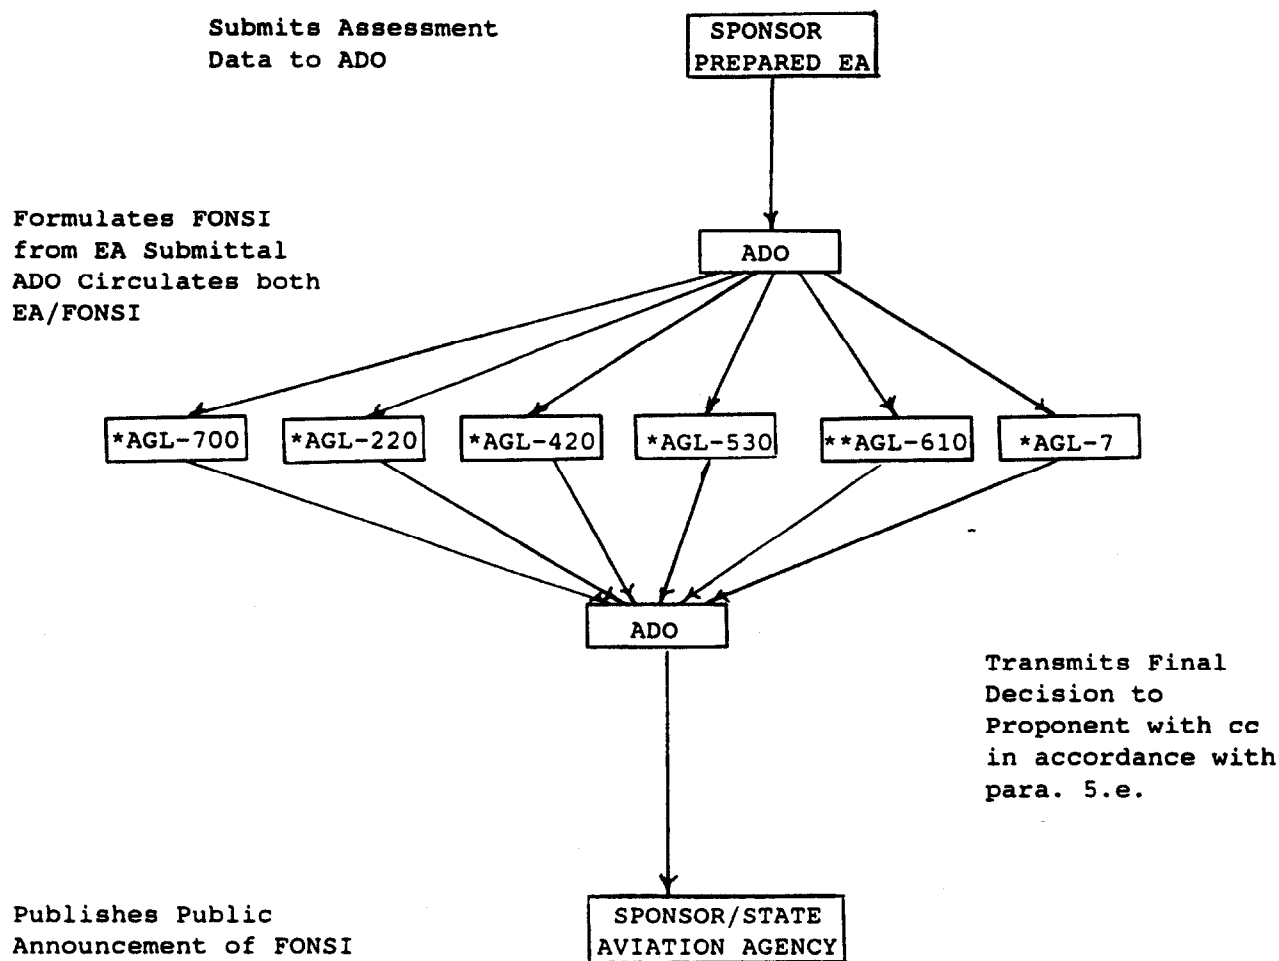 Submits Assessment
Data to ADO
SPONSOR
PREPARED EA
Formulates FONSI
from EA Submittal
ADO Circulates both
EA/FONSI
ADO
*AGL-700
*AGL-220
*AGL-420
*AGL-530
**AGL-610
*AGL-7
ADO
Transmits Final
Decision to
Proponent with cc
in accordance with
para. 5.e.
Publishes Public
Announcement of FONSI
SPONSOR/STATE
AVIATION AGENCY